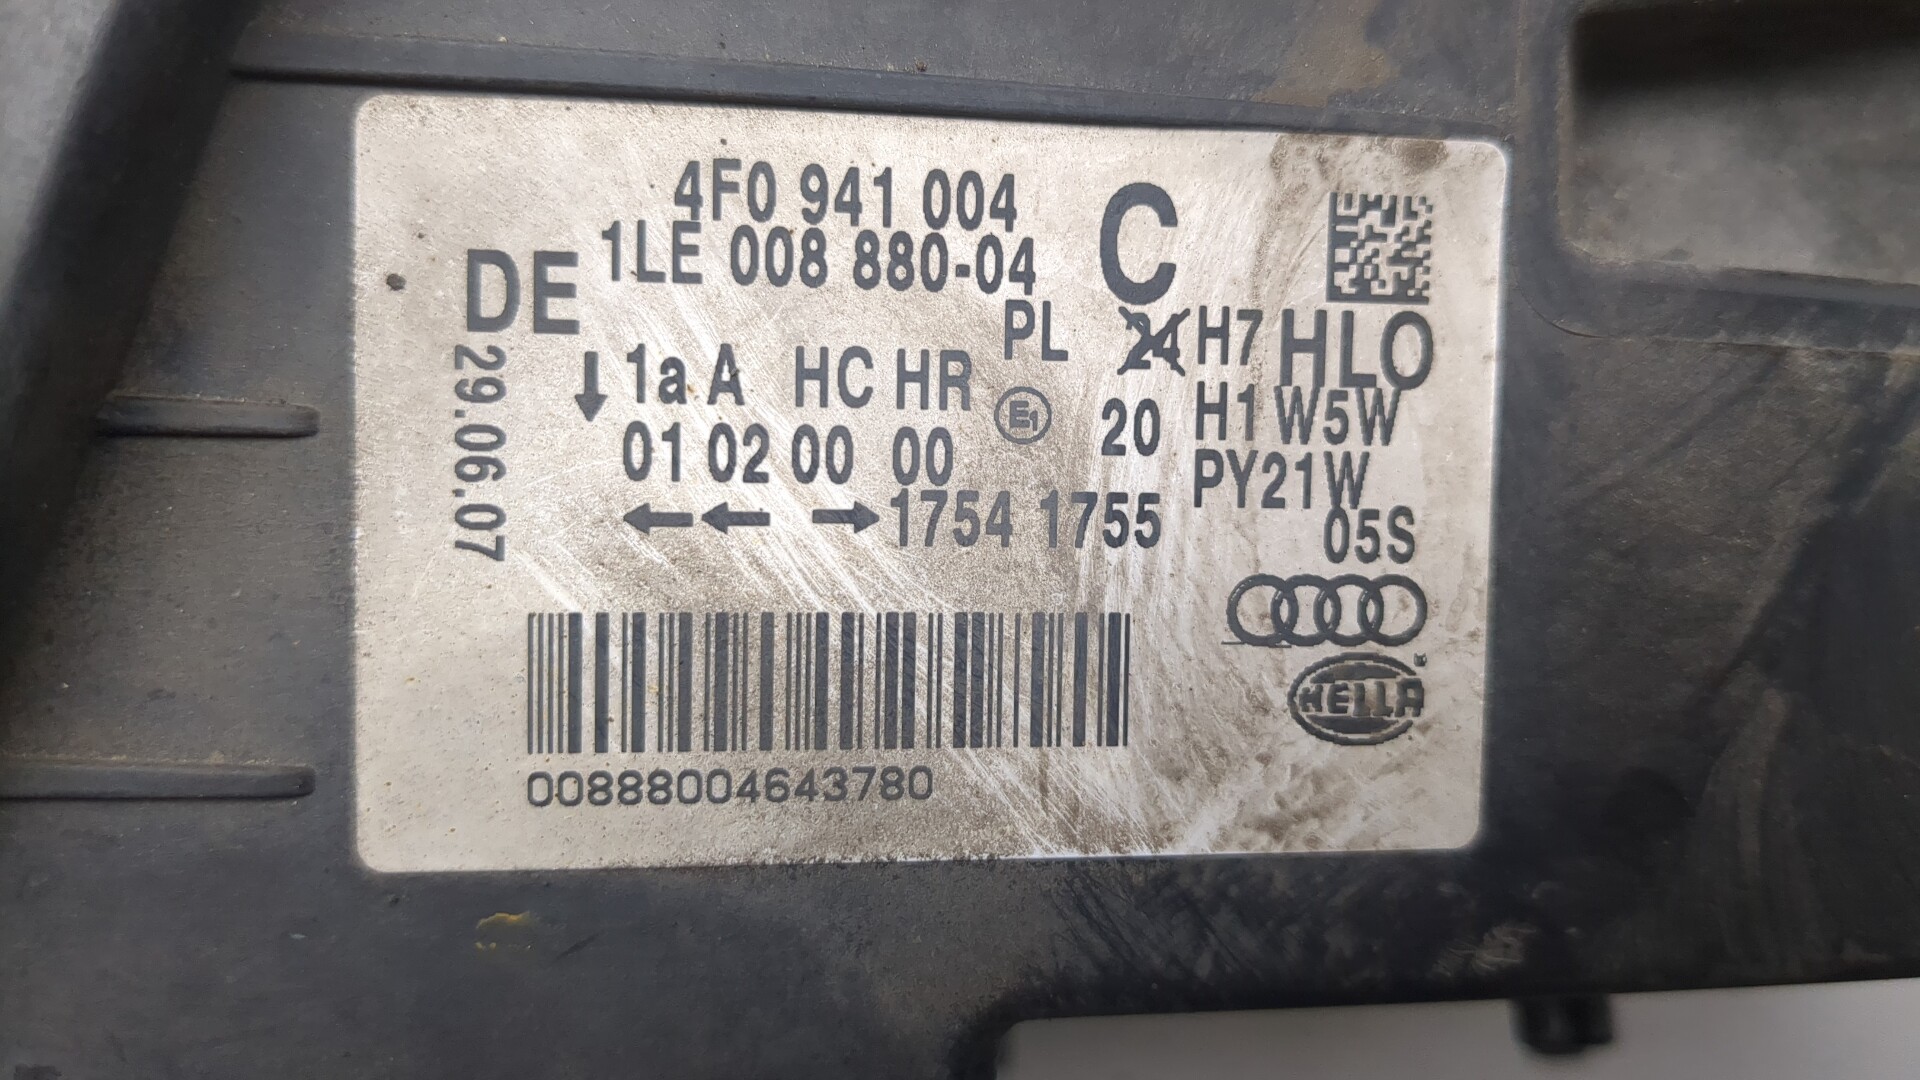 4F0 941 004 C
1LE 008 880-04
DE
29.06.07
PL 24 H7 HLO
1a A HC HR
E1
20 H1 W5W
01 02 00 00
PY21W
1754 1755
05S
HELLA
00888004643780